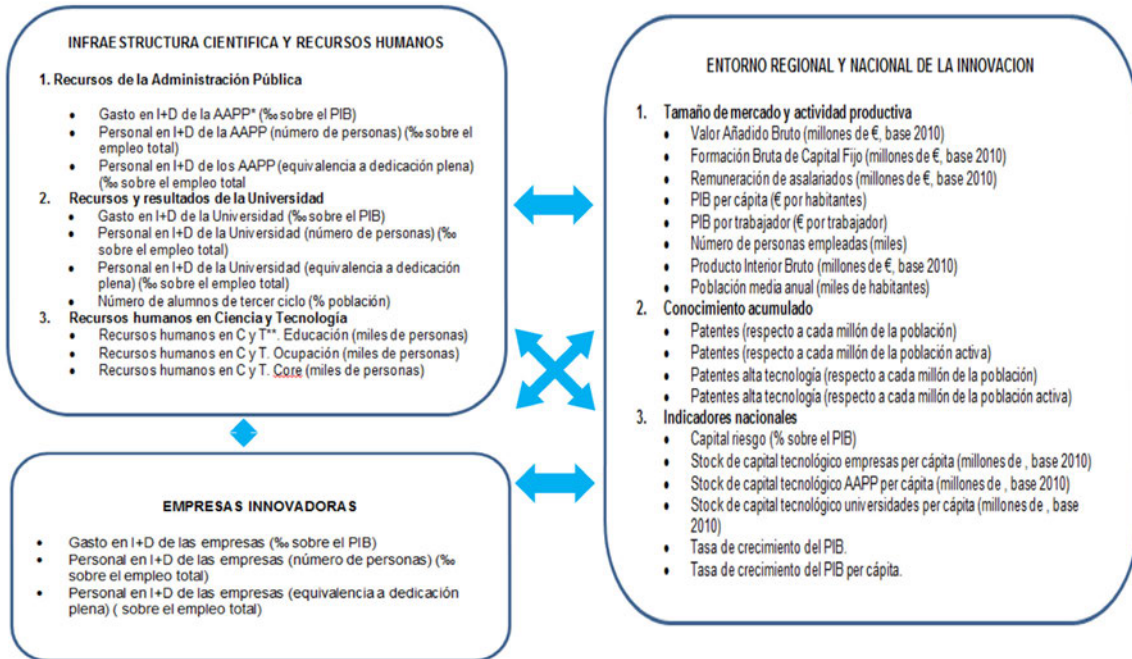 INFRAESTRUCTURA CIENTIFICA Y RECURSOS HUMANOS
1. Recursos de la Administración Pública
• Gasto en I+D de la AAPP* (‰ sobre el PIB)
• Personal en I+D de la AAPP (número de personas) (‰ sobre el
empleo total)
• Personal en I+D de los AAPP (equivalencia a dedicación plena)
(‰ sobre el empleo total
2. Recursos y resultados de la Universidad
• Gasto en I+D de la Universidad (‰ sobre el PIB)
• Personal en I+D de la Universidad (número de personas) (‰
sobre el empleo total)
• Personal en I+D de la Universidad (equivalencia a dedicación
plena) (‰ sobre el empleo total)
• Número de alumnos de tercer ciclo (% población)
3. Recursos humanos en Ciencia y Tecnología
• Recursos humanos en C y T**. Educación (miles de personas)
• Recursos humanos en C y T. Ocupación (miles de personas)
• Recursos humanos en C y T. Core (miles de personas)
EMPRESAS INNOVADORAS
• Gasto en I+D de las empresas (‰ sobre el PIB)
• Personal en I+D de las empresas (número de personas) (‰
sobre el empleo total)
• Personal en I+D de las empresas (equivalencia a dedicación
plena) ( sobre el empleo total)
ENTORNO REGIONAL Y NACIONAL DE LA INNOVACION
1. Tamaño de mercado y actividad productiva
• Valor Añadido Bruto (millones de €, base 2010)
• Formación Bruta de Capital Fijo (millones de €, base 2010)
• Remuneración de asalariados (millones de €, base 2010)
• PIB per cápita (€ por habitantes)
• PIB por trabajador (€ por trabajador)
• Número de personas empleadas (miles)
• Producto Interior Bruto (millones de €, base 2010)
• Población media anual (miles de habitantes)
2. Conocimiento acumulado
• Patentes (respecto a cada millón de la población)
• Patentes (respecto a cada millón de la población activa)
• Patentes alta tecnología (respecto a cada millón de la población)
• Patentes alta tecnología (respecto a cada millón de la población activa)
3. Indicadores nacionales
• Capital riesgo (% sobre el PIB)
• Stock de capital tecnológico empresas per cápita (millones de , base 2010)
• Stock de capital tecnológico AAPP per cápita (millones de , base 2010)
• Stock de capital tecnológico universidades per cápita (millones de , base
2010)
• Tasa de crecimiento del PIB.
• Tasa de crecimiento del PIB per cápita.